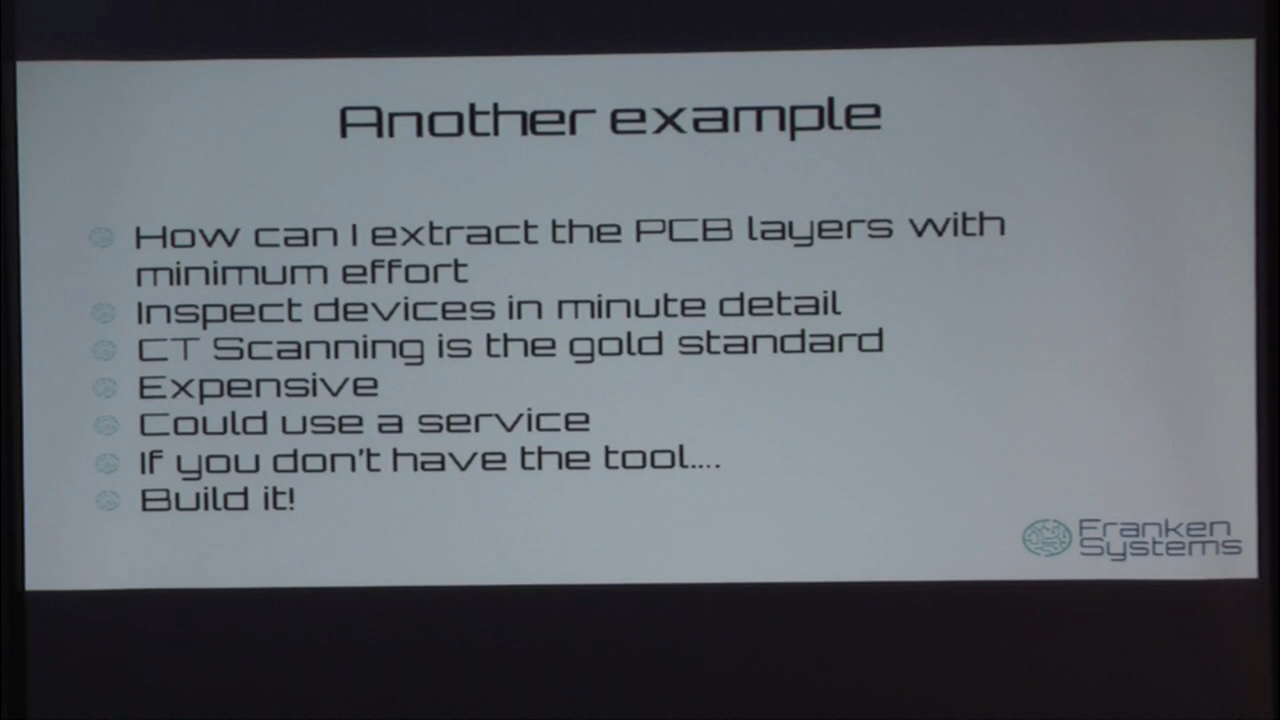 Another example
How can I extract the PCB layers with
minimum effort
Inspect devices in minute detail
CT Scanning is the gold standard
Expensive
Could use a service
If you don't have the tool....
Build it!
Franken
Systems